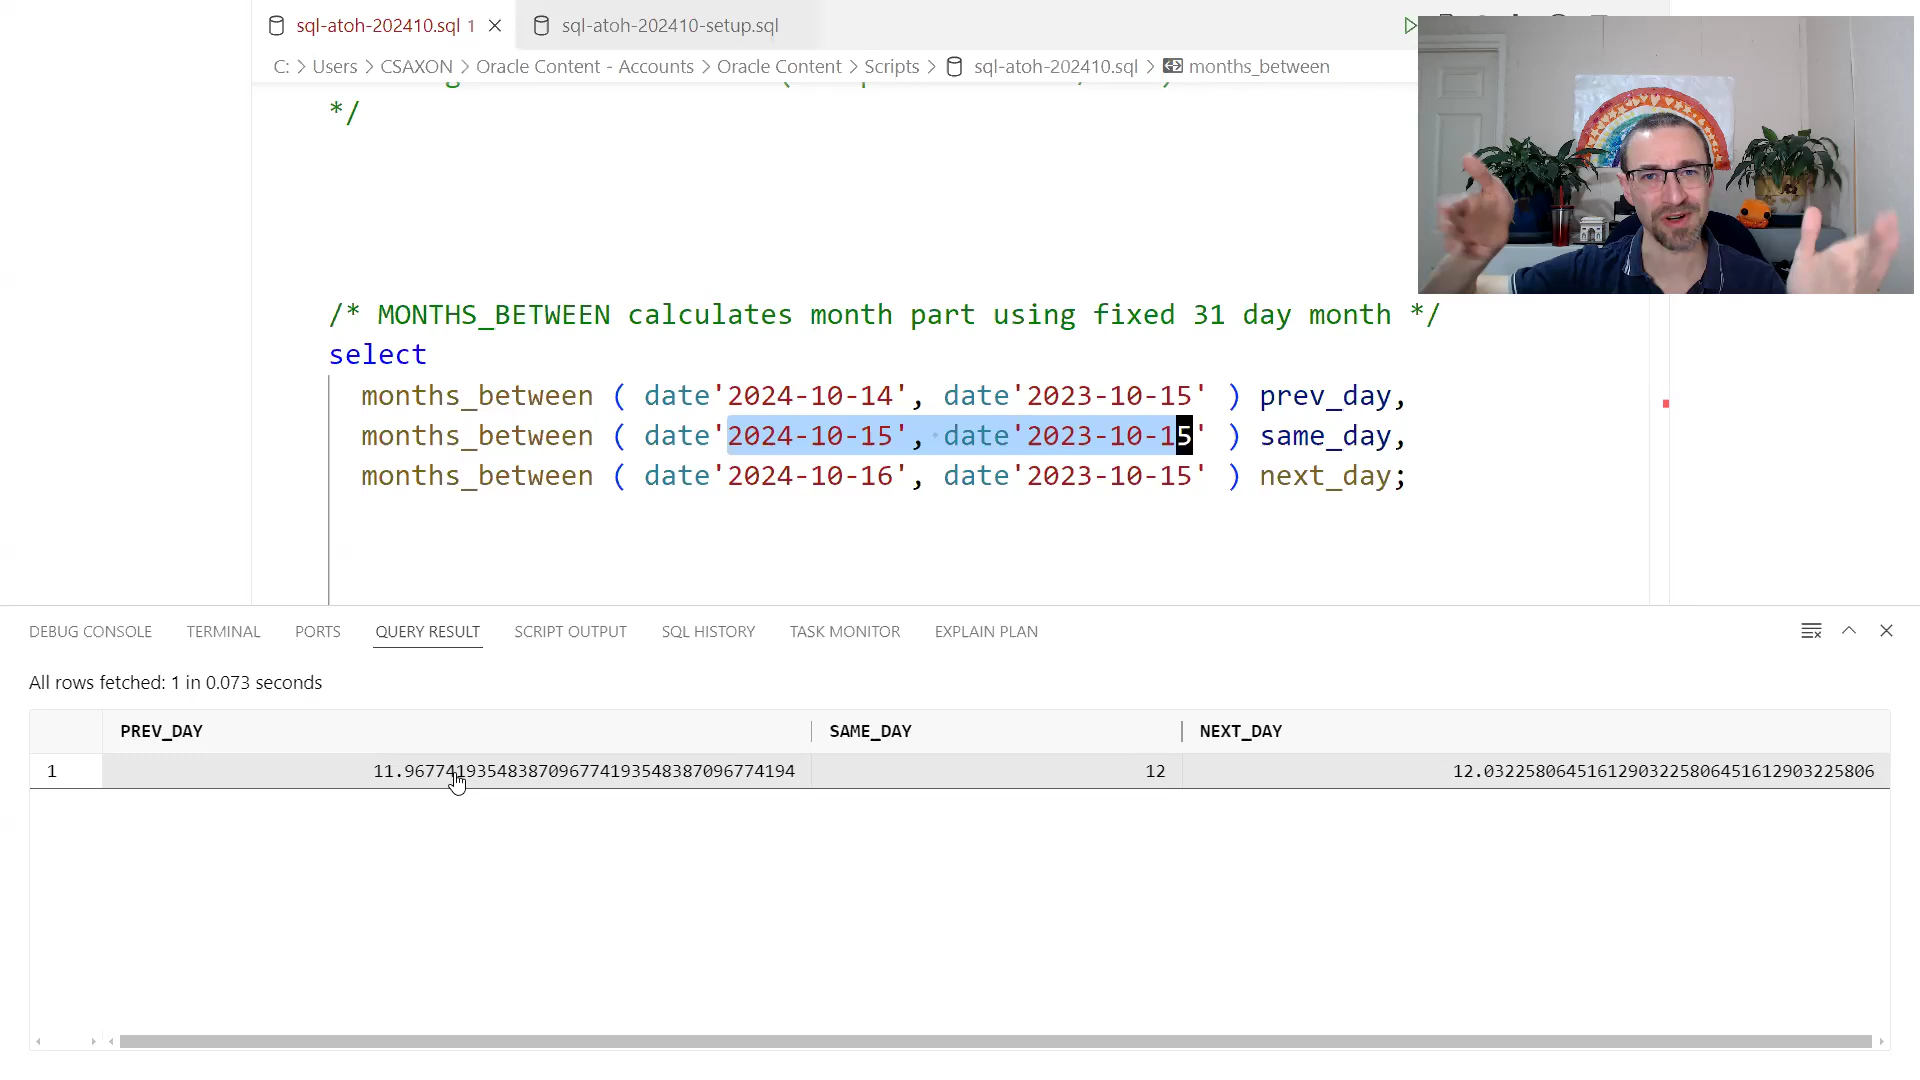 sql-atoh-202410.sql 1
sql-atoh-202410-setup.sql
C: > Users > CSAXON > Oracle Content - Accounts > Oracle Content > Scripts > sql-atoh-202410.sql > months_between
*/
/* MONTHS_BETWEEN calculates month part using fixed 31 day month */
select
months_between ( date'2024-10-14', date'2023-10-15' ) prev_day,
months_between ( date'2024-10-15', date'2023-10-15' ) same_day,
months_between ( date'2024-10-16', date'2023-10-15' ) next_day;
DEBUG CONSOLE TERMINAL PORTS QUERY RESULT SCRIPT OUTPUT SQL HISTORY TASK MONITOR EXPLAIN PLAN
All rows fetched: 1 in 0.073 seconds
PREV_DAY SAME_DAY NEXT_DAY
1 11.96774193548387096774193548387096774194 12 12.03225806451612903225806451612903225806